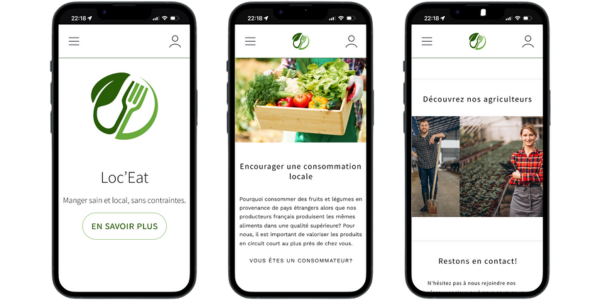 22:18
Loc'Eat
Manger sain et local, sans contraintes.
EN SAVOIR PLUS
22:18
Encourager une consommation
locale
Pourquoi consommer des fruits et légumes en
provenance de pays étrangers alors que nos
producteurs français produisent les mêmes
aliments dans une qualité supérieure? Pour
nous, il est important de valoriser les produits
en circuit court au plus près de chez vous.
VOUS ÊTES UN CONSOMMATEUR?
22:18
Découvrez nos agriculteurs
Restons en contact!
N'hésitez pas à nous rejoindre nos